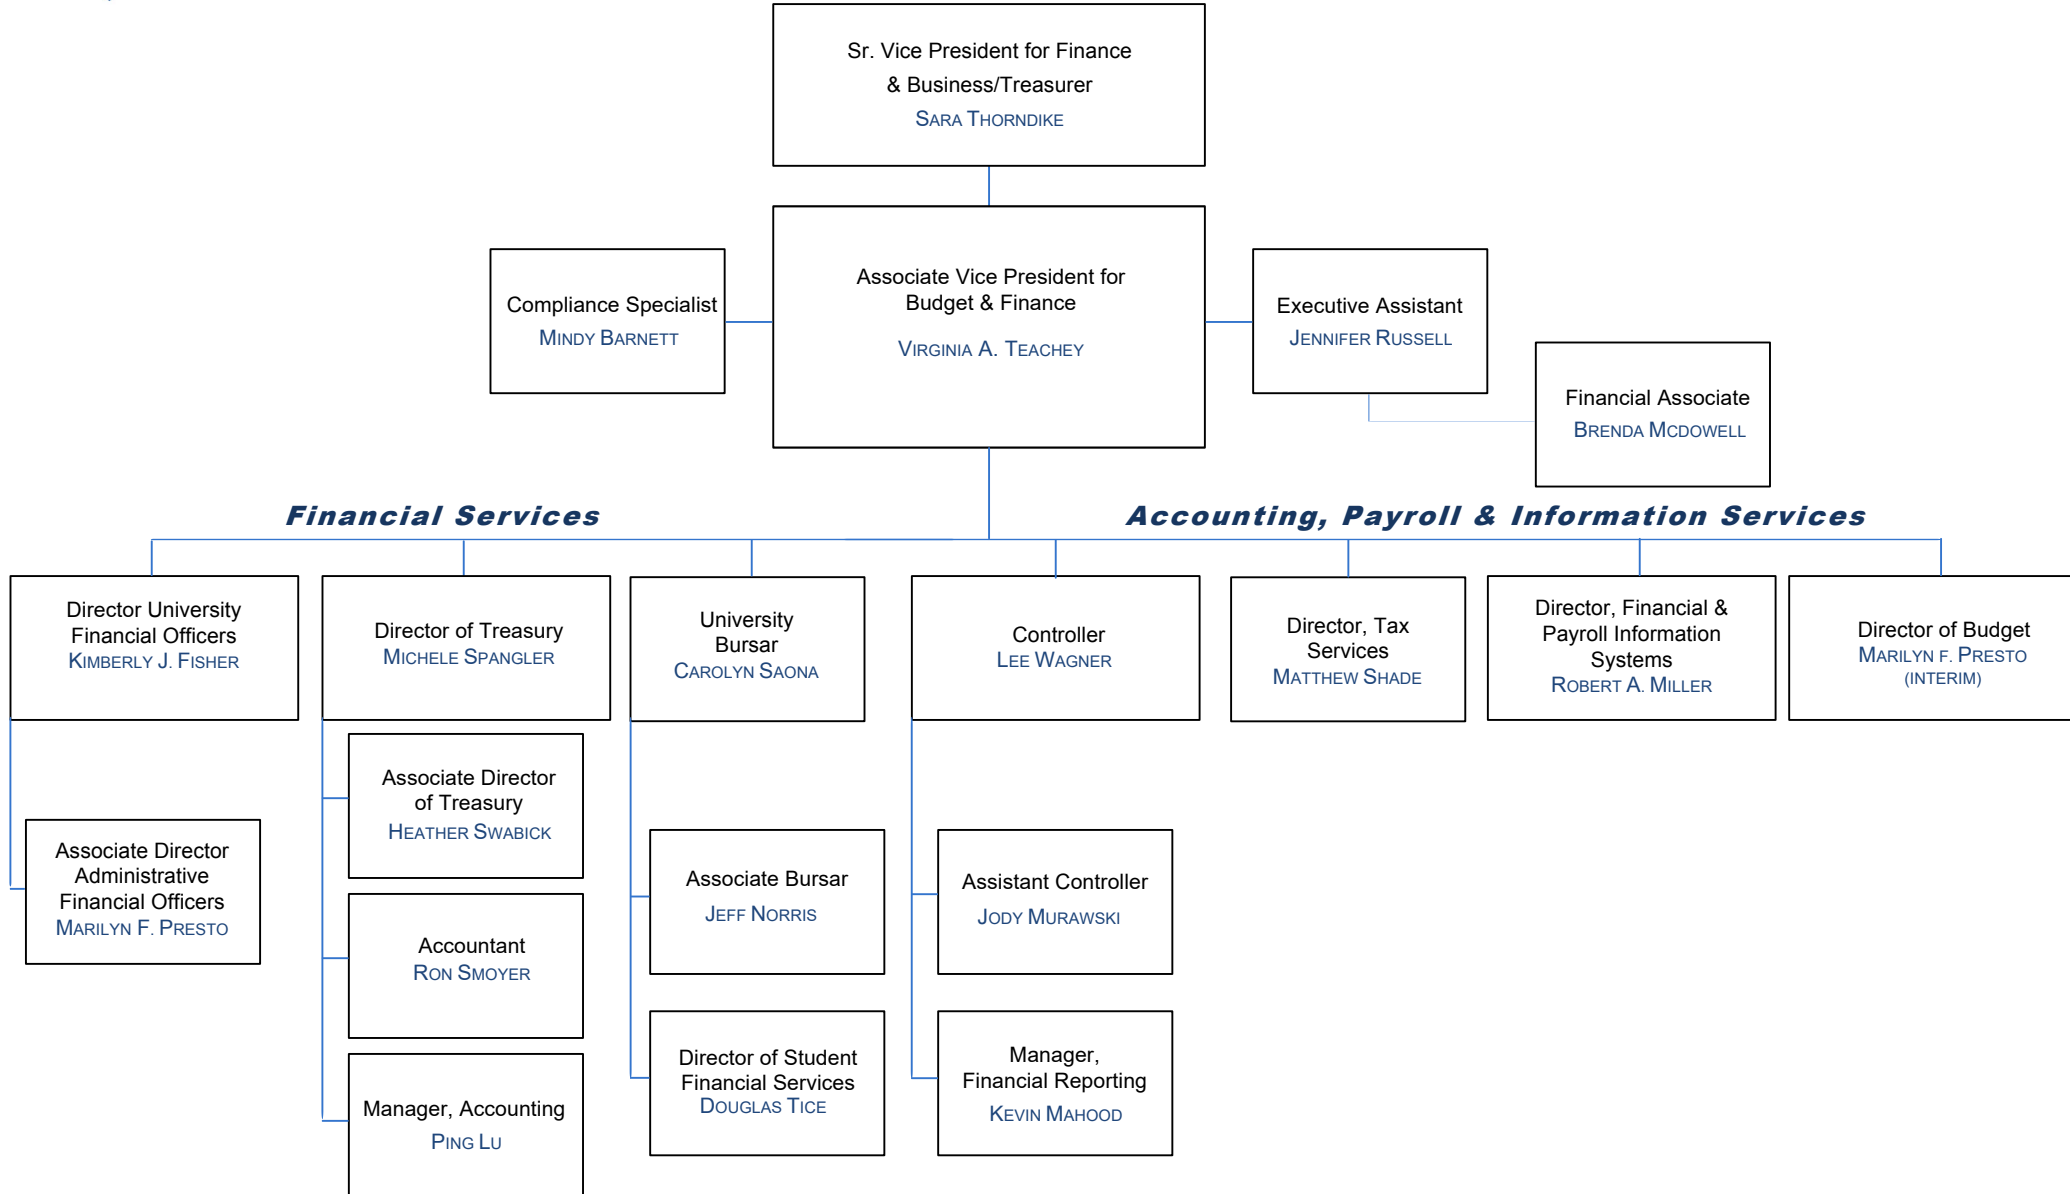 Sr. Vice President for Finance
& Business/Treasurer
SARA THORNDIKE
Associate Vice President for
Budget & Finance
VIRGINIA A. TEACHEY
Compliance Specialist
MINDY BARNETT
Executive Assistant
JENNIFER RUSSELL
Financial Associate
BRENDA MCDOWELL
Financial Services
Accounting, Payroll & Information Services
Director University
Financial Officers
KIMBERLY J. FISHER
Director of Treasury
MICHELE SPANGLER
University
Bursar
CAROLYN SAONA
Controller
LEE WAGNER
Director, Tax
Services
MATTHEW SHADE
Director, Financial &
Payroll Information
Systems
ROBERT A. MILLER
Director of Budget
MARILYN F. PRESTO
(INTERIM)
Associate Director
Administrative
Financial Officers
MARILYN F. PRESTO
Associate Director
of Treasury
HEATHER SWABICK
Accountant
RON SMOYER
Manager, Accounting
PING LU
Associate Bursar
JEFF NORRIS
Director of Student
Financial Services
DOUGLAS TICE
Assistant Controller
JODY MURAWSKI
Manager,
Financial Reporting
KEVIN MAHOOD